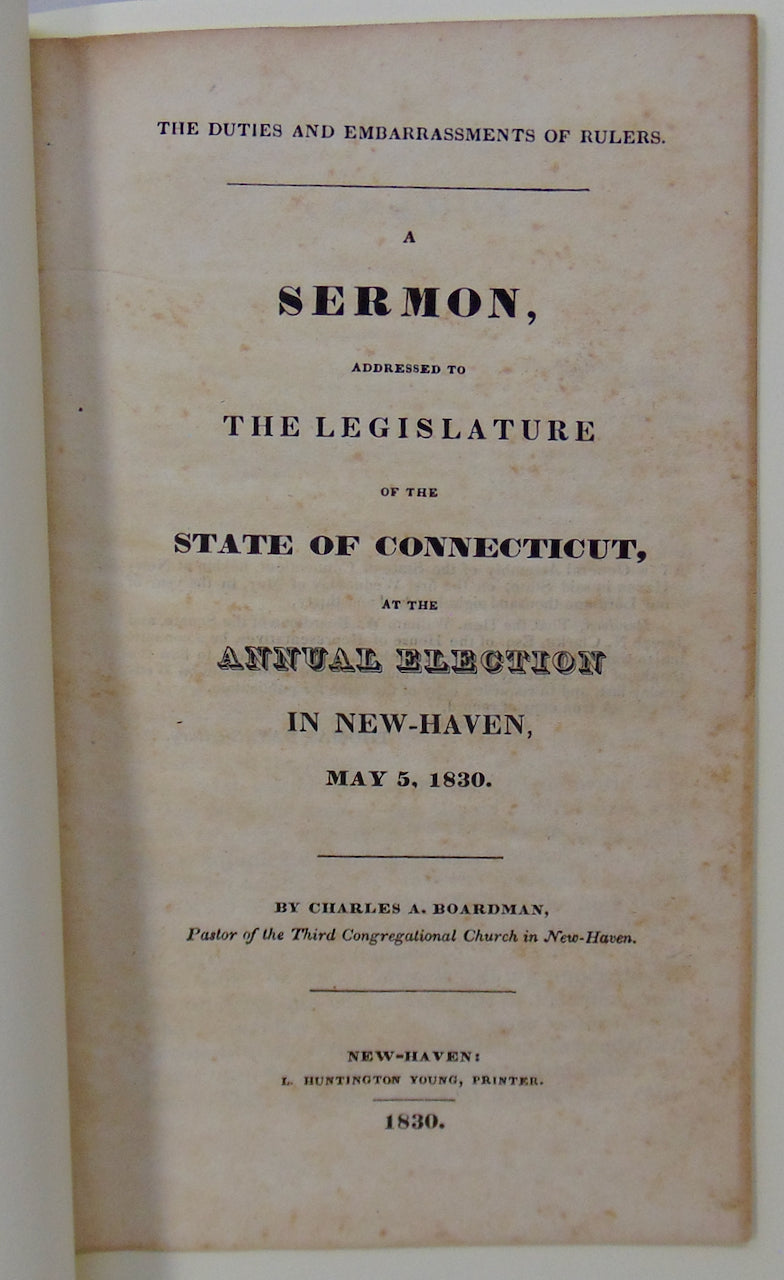 THE DUTIES AND EMBARRASSMENTS OF RULERS.
A
SERMON,
ADDRESSED TO
THE LEGISLATURE
OF THE
STATE OF CONNECTICUT,
AT THE
ANNUAL ELECTION
IN NEW-HAVEN,
MAY 5, 1830.
BY CHARLES A. BOARDMAN,
Pastor of the Third Congregational Church in New-Haven.
NEW-HAVEN:
L. HUNTINGTON YOUNG, PRINTER.
1830.